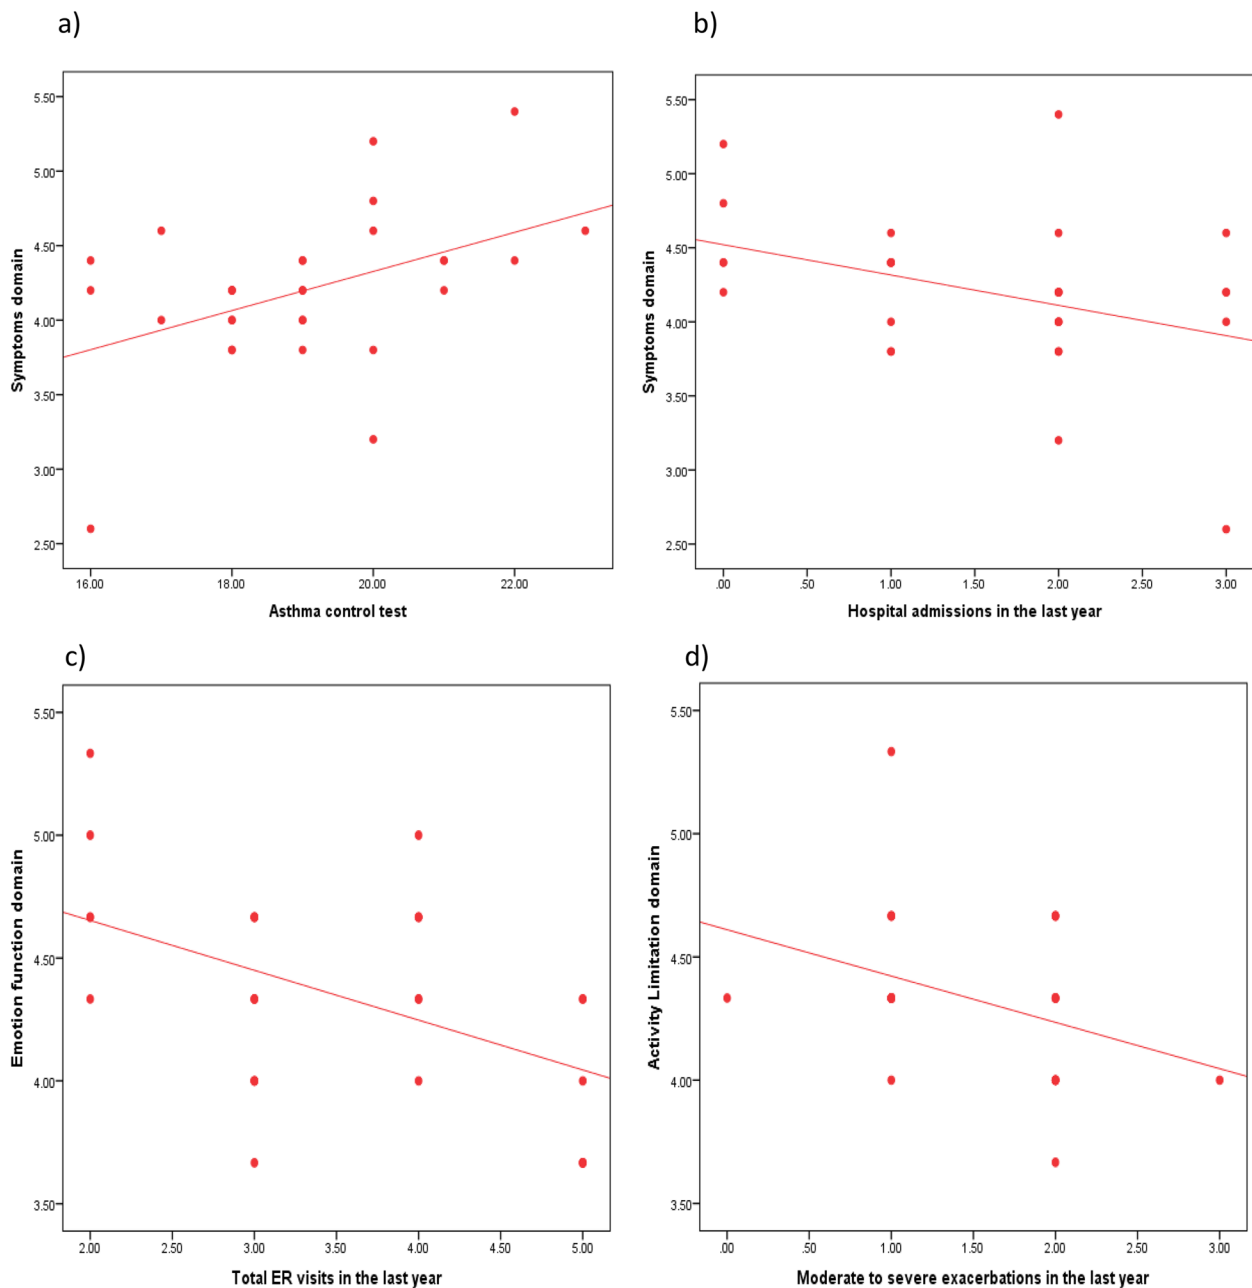 a)
5.50
5.00
4.50
4.00
3.50
3.00
2.50
Symptoms domain
16.00 18.00 20.00 22.00
Asthma control test
b)
5.50
5.00
4.50
4.00
3.50
3.00
2.50
Symptoms domain
.00 .50 1.00 1.50 2.00 2.50 3.00
Hospital admissions in the last year
c)
5.50
5.00
4.50
4.00
3.50
Emotion function domain
2.00 2.50 3.00 3.50 4.00 4.50 5.00
Total ER visits in the last year
d)
5.50
5.00
4.50
4.00
3.50
Activity Limitation domain
.00 .50 1.00 1.50 2.00 2.50 3.00
Moderate to severe exacerbations in the last year